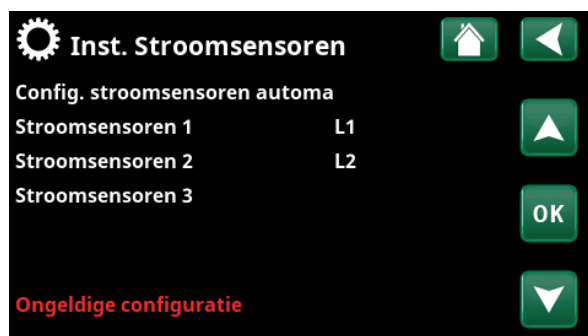 Inst. Stroomsensoren
Config. stroomsensoren automa
Stroomsensoren 1 L1
Stroomsensoren 2 L2
Stroomsensoren 3
OK
Ongeldige configuratie